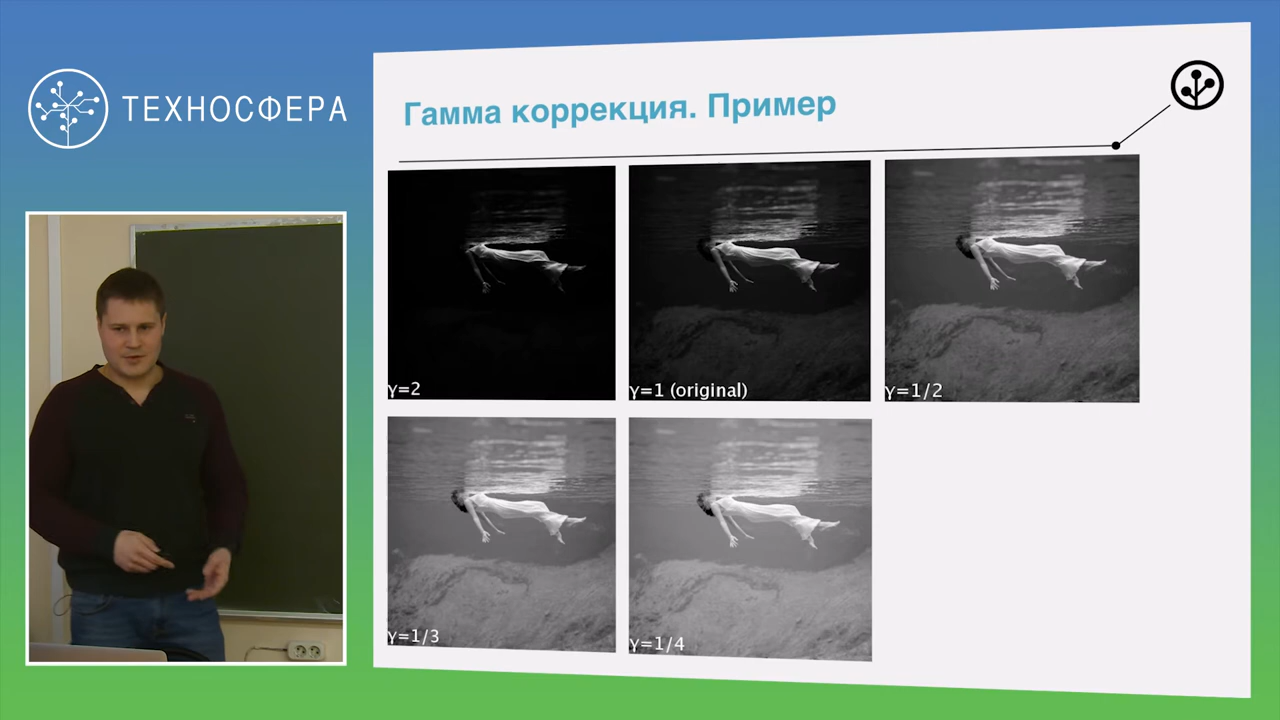 ТЕХНОСФЕРА
Гамма коррекция. Пример
γ=2
γ=1 (original)
γ=1/2
γ=1/3
γ=1/4